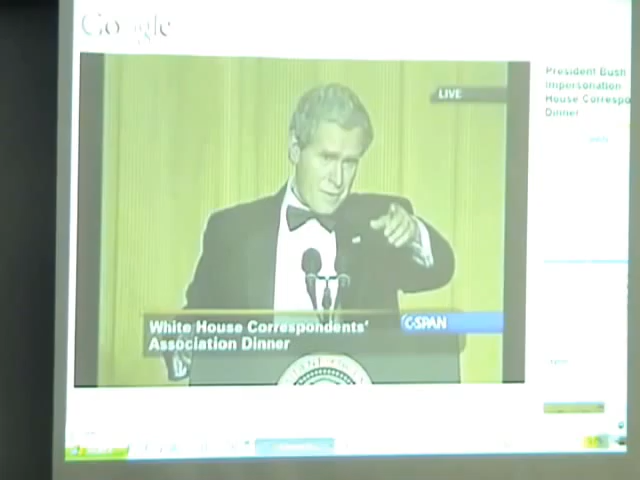 Google
President Bush
Impersonation
House Correspo
Dinner
LIVE
White House Correspondents'
Association Dinner
C-SPAN